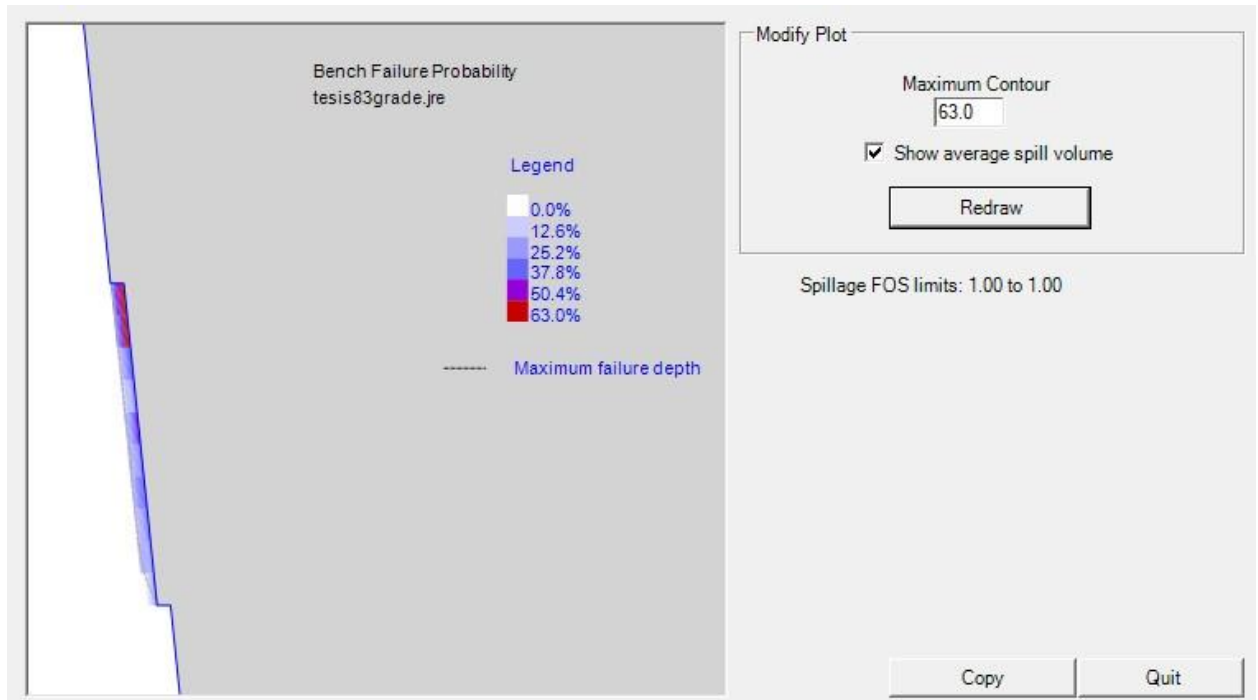 Bench Failure Probability
tesis83grade.jre
Legend
0.0%
12.6%
25.2%
37.8%
50.4%
63.0%
Maximum failure depth
Modify Plot
Maximum Contour
63.0
Show average spill volume
Redraw
Spillage FOS limits: 1.00 to 1.00
Copy
Quit